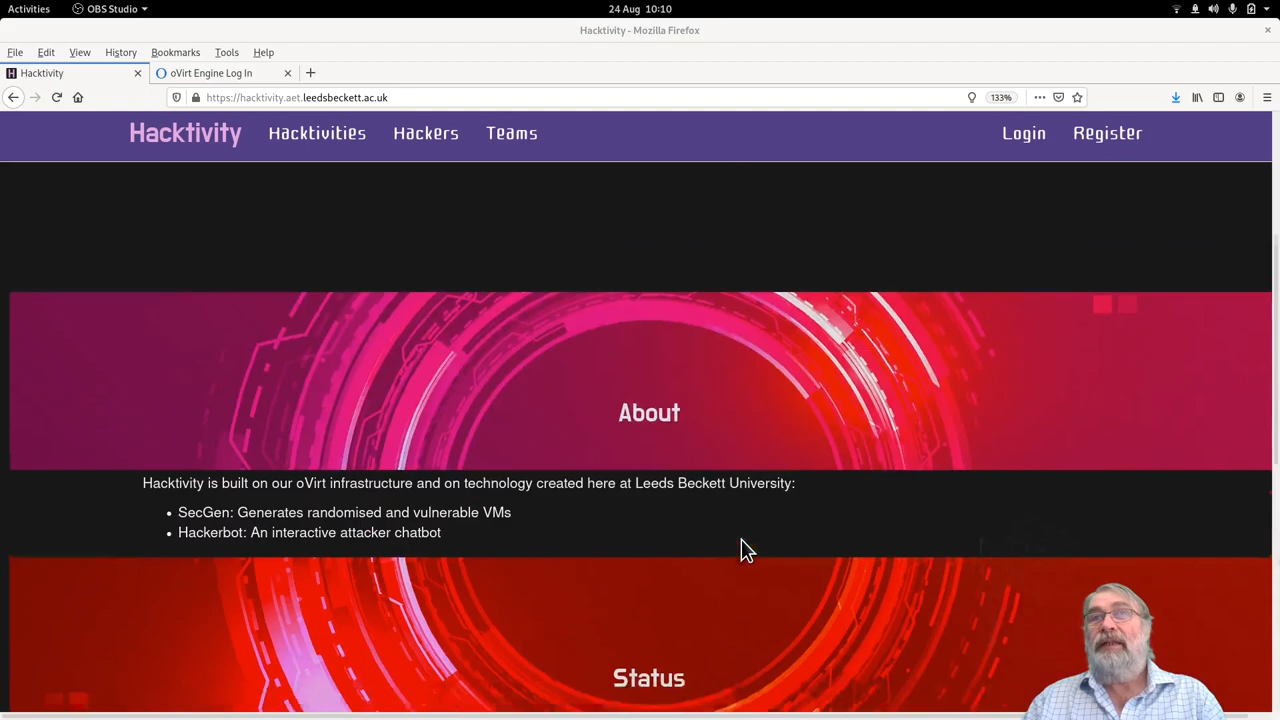 Activities OBS Studio 24 Aug 10:10
Hacktivity - Mozilla Firefox
File Edit View History Bookmarks Tools Help
Hacktivity oVirt Engine Log In
https://hacktivity.aet.leedsbeckett.ac.uk 133%
Hacktivity Hacktivities Hackers Teams Login Register
About
Hacktivity is built on our oVirt infrastructure and on technology created here at Leeds Beckett University:
• SecGen: Generates randomised and vulnerable VMs
• Hackerbot: An interactive attacker chatbot
Status